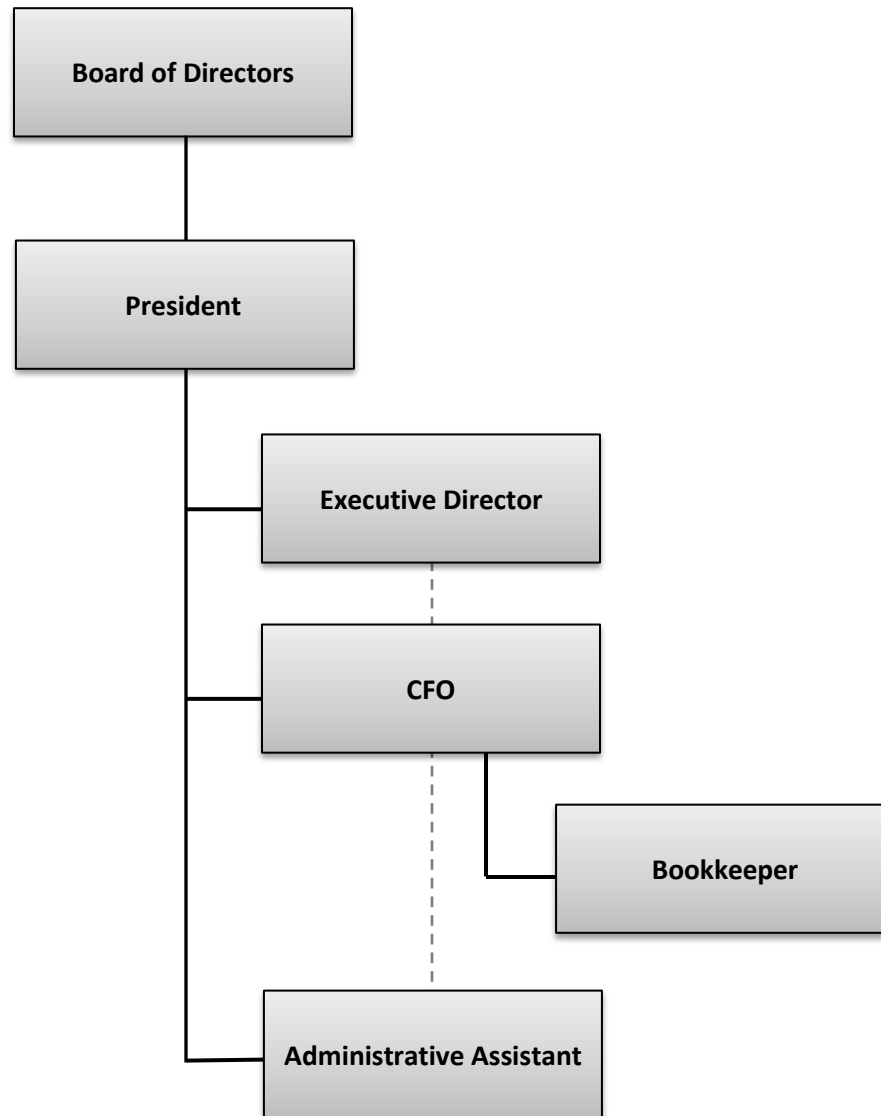 Board of Directors
President
Executive Director
CFO
Bookkeeper
Administrative Assistant